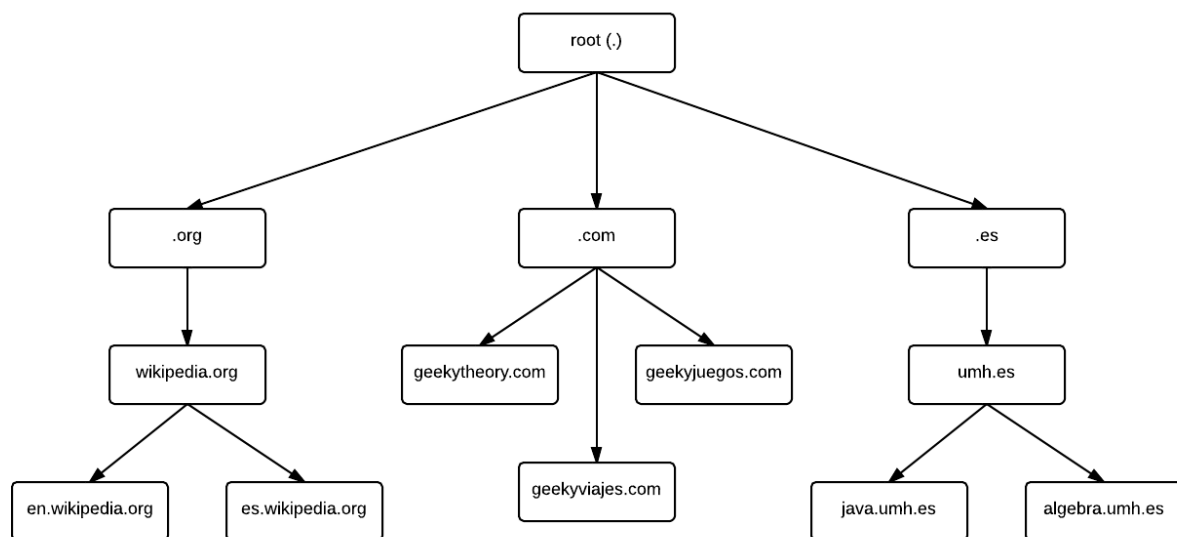 root (.)
.org
.com
.es
wikipedia.org
geekytheory.com
geekyjuegos.com
umh.es
geekyviajes.com
en.wikipedia.org
es.wikipedia.org
java.umh.es
algebra.umh.es